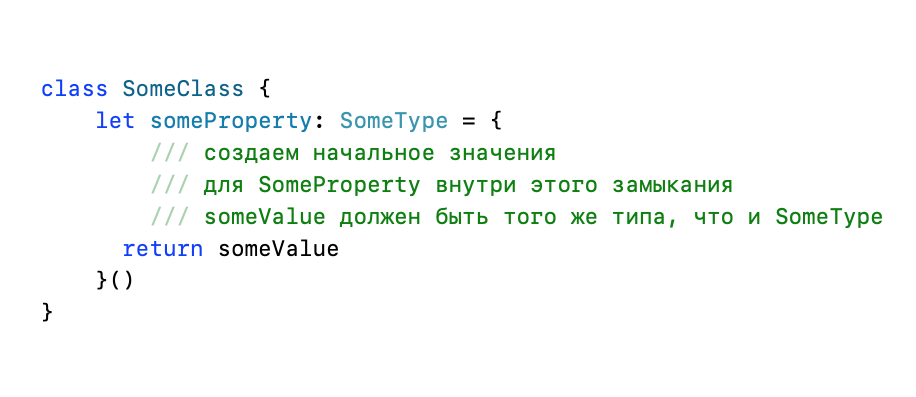 class SomeClass {
    let someProperty: SomeType = {
        /// создаем начальное значения
        /// для SomeProperty внутри этого замыкания
        /// someValue должен быть того же типа, что и SomeType
      return someValue
    }()
}